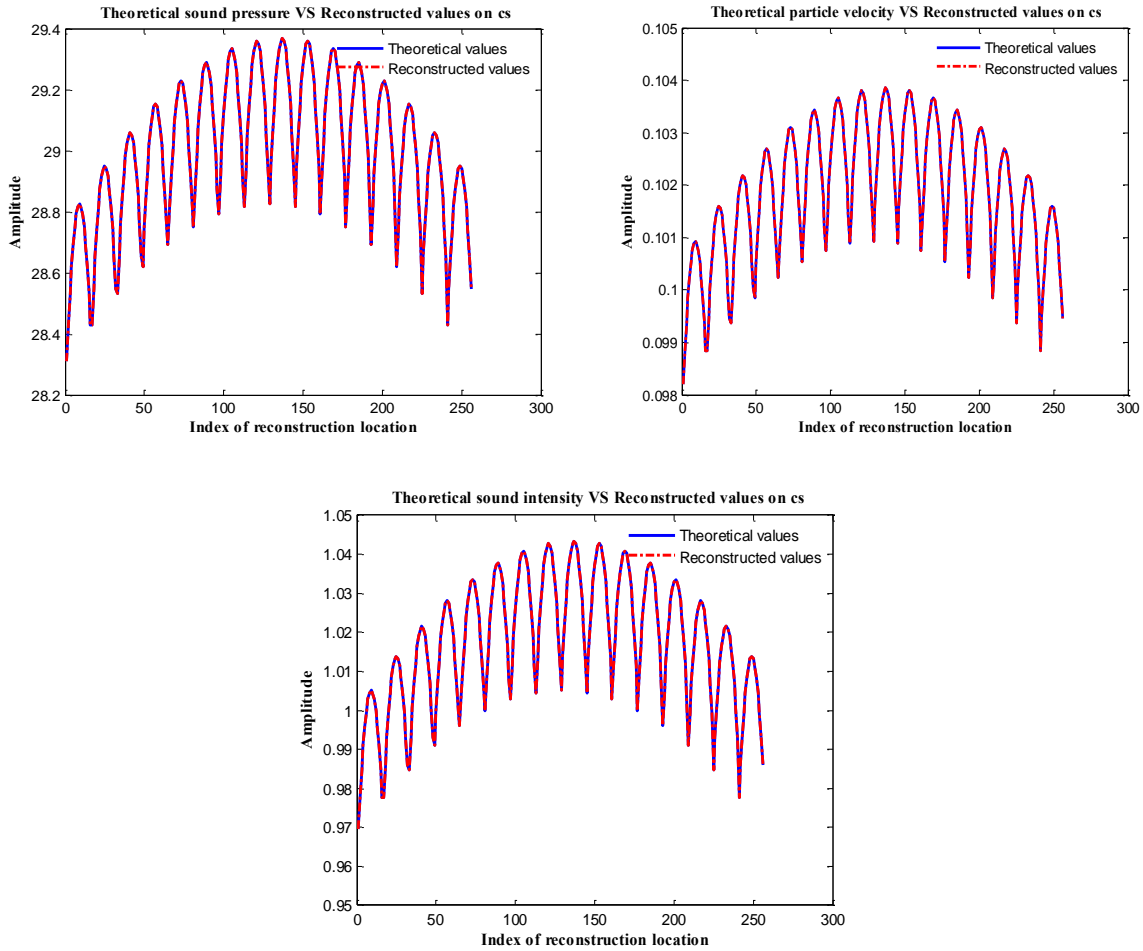 Theoretical sound pressure VS Reconstructed values on cs
29.4
29.2
29
28.8
28.6
28.4
28.2
Amplitude
Theoretical values
Reconstructed values
0 50 100 150 200 250 300
Index of reconstruction location
Theoretical particle velocity VS Reconstructed values on cs
0.105
0.104
0.103
0.102
0.101
0.1
0.099
0.098
Amplitude
Theoretical values
Reconstructed values
0 50 100 150 200 250 300
Index of reconstruction location
Theoretical sound intensity VS Reconstructed values on cs
1.05
1.04
1.03
1.02
1.01
1
0.99
0.98
0.97
0.96
0.95
Amplitude
Theoretical values
Reconstructed values
0 50 100 150 200 250 300
Index of reconstruction location